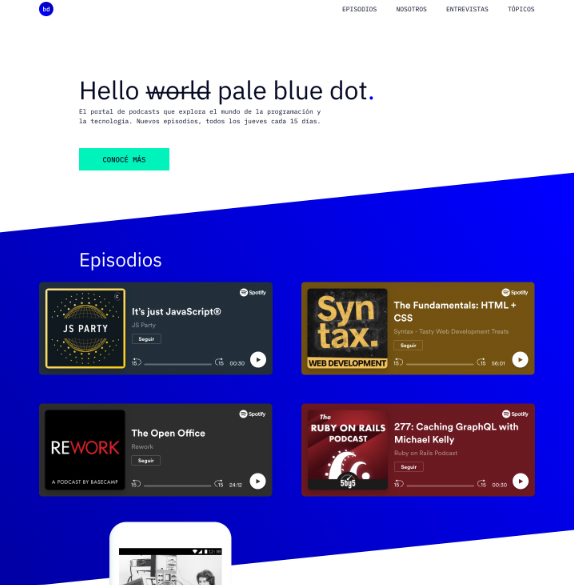 bd
EPISODIOS NOSOTROS ENTREVISTAS TÓPICOS
Hello world pale blue dot.
El portal de podcasts que explora el mundo de la programación y
la tecnología. Nuevos episodios, todos los jueves cada 15 días.
CONOCÉ MÁS
Episodios
JS PARTY
Spotify
It's just JavaScript®
JS Party
Seguir
15 15 00:30
Syn
tax.
WEB DEVELOPMENT
Spotify
The Fundamentals: HTML +
CSS
Syntax - Tasty Web Development Treats
Seguir
15 15 56:01
REWORK
A PODCAST BY BASECAMP
Spotify
The Open Office
Rework
Seguir
15 15 24:12
The
RUBY ON RAILS
PODCAST
5by5
Spotify
277: Caching GraphQL with
Michael Kelly
Ruby on Rails Podcast
Seguir
15 15 00:30
12:30